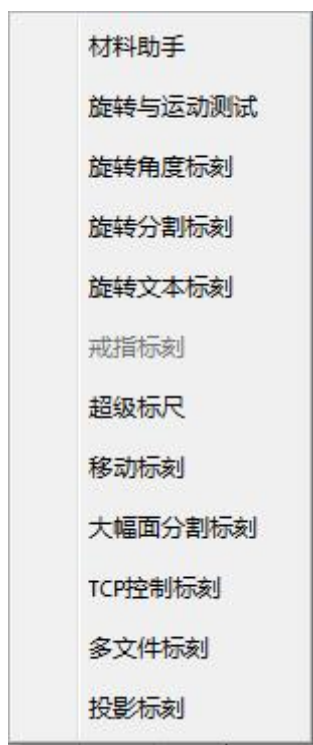 材料助手
旋转与运动测试
旋转角度标刻
旋转分割标刻
旋转文本标刻
戒指标刻
超级标尺
移动标刻
大幅面分割标刻
TCP控制标刻
多文件标刻
投影标刻